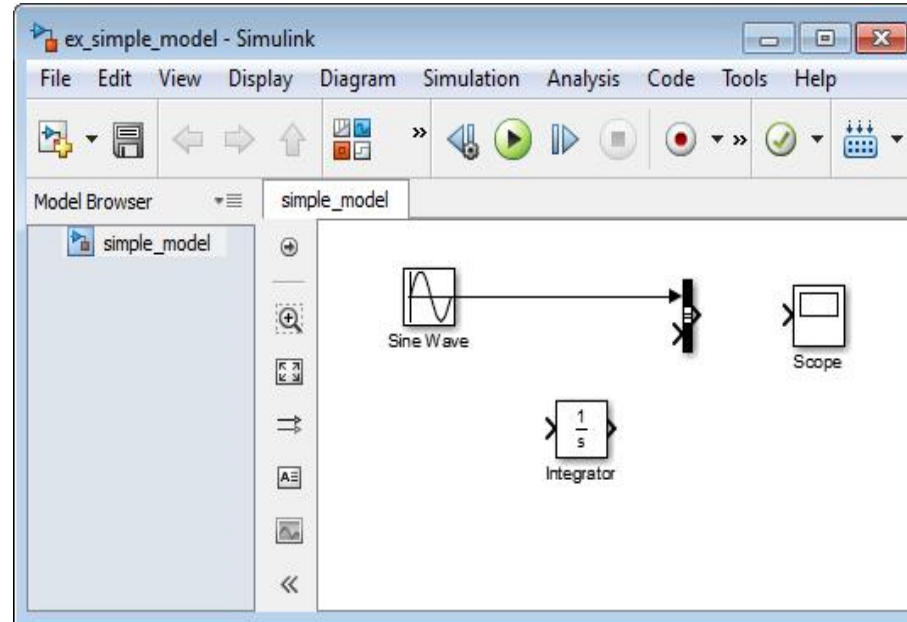 ex_simple_model - Simulink
File Edit View Display Diagram Simulation Analysis Code Tools Help
Model Browser
simple_model
simple_model
Sine Wave
Scope
1
s
Integrator